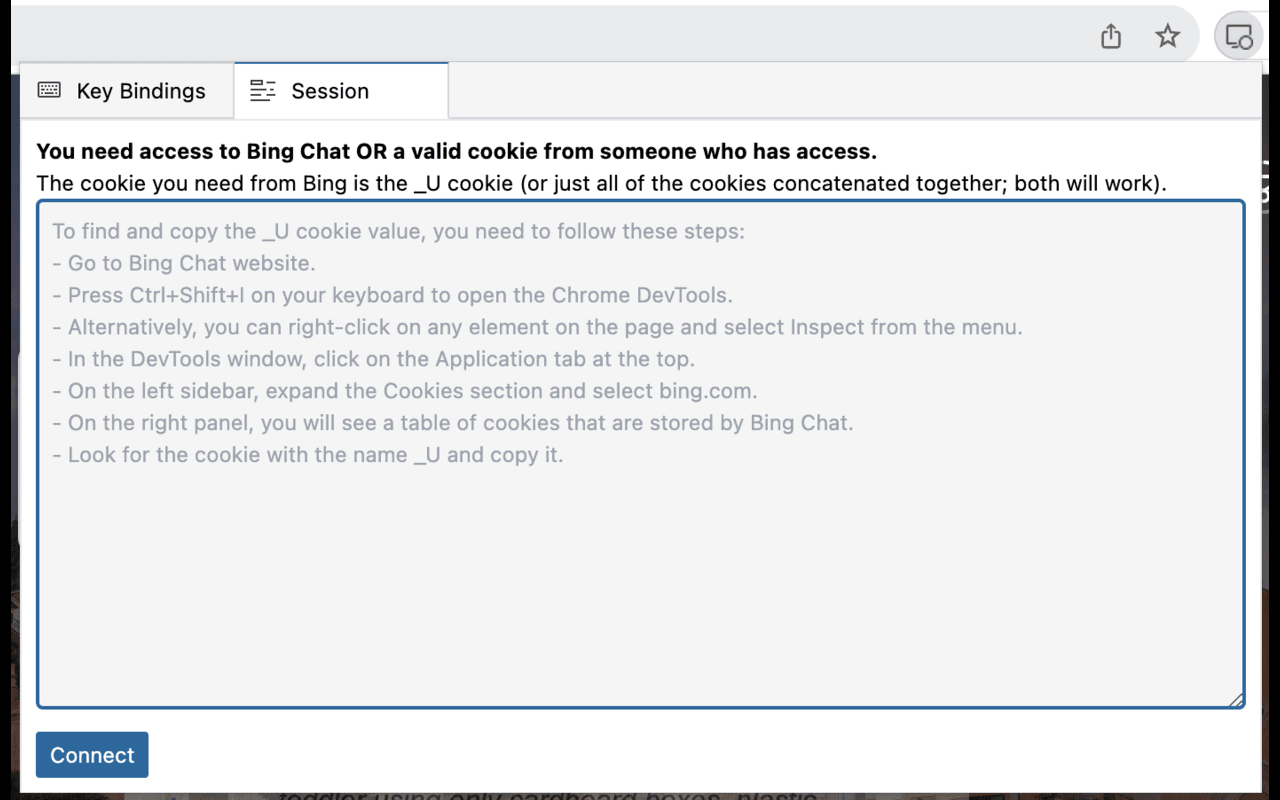 Key Bindings
Session
You need access to Bing Chat OR a valid cookie from someone who has access.
The cookie you need from Bing is the _U cookie (or just all of the cookies concatenated together; both will work).
To find and copy the _U cookie value, you need to follow these steps:
- Go to Bing Chat website.
- Press Ctrl+Shift+I on your keyboard to open the Chrome DevTools.
- Alternatively, you can right-click on any element on the page and select Inspect from the menu.
- In the DevTools window, click on the Application tab at the top.
- On the left sidebar, expand the Cookies section and select bing.com.
- On the right panel, you will see a table of cookies that are stored by Bing Chat.
- Look for the cookie with the name _U and copy it.
Connect
toddler using only cardboard boxes, plastic